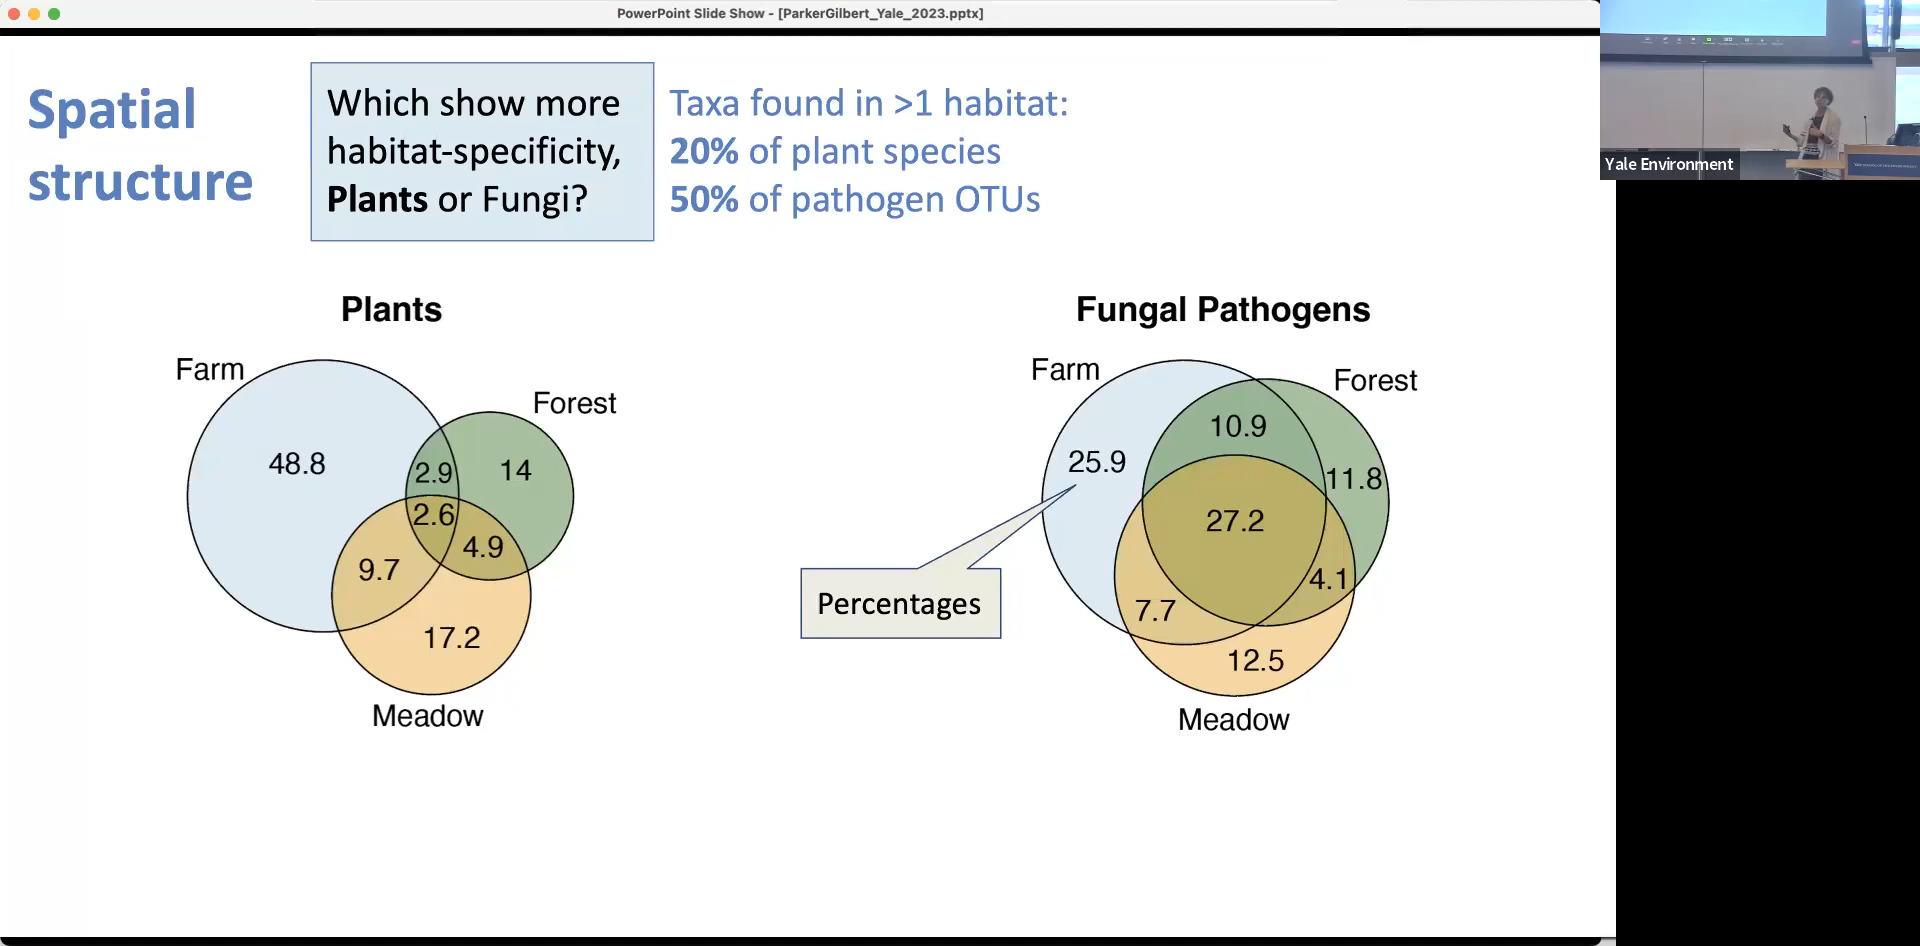 PowerPoint Slide Show - [ParkerGilbert_Yale_2023.pptx]
Spatial
structure
Which show more
habitat-specificity,
Plants or Fungi?
Taxa found in >1 habitat:
20% of plant species
50% of pathogen OTUs
Yale Environment
Plants
Farm
Forest
48.8
2.9
14
2.6
4.9
9.7
17.2
Meadow
Fungal Pathogens
Farm
Forest
10.9
25.9
11.8
27.2
4.1
7.7
12.5
Meadow
Percentages